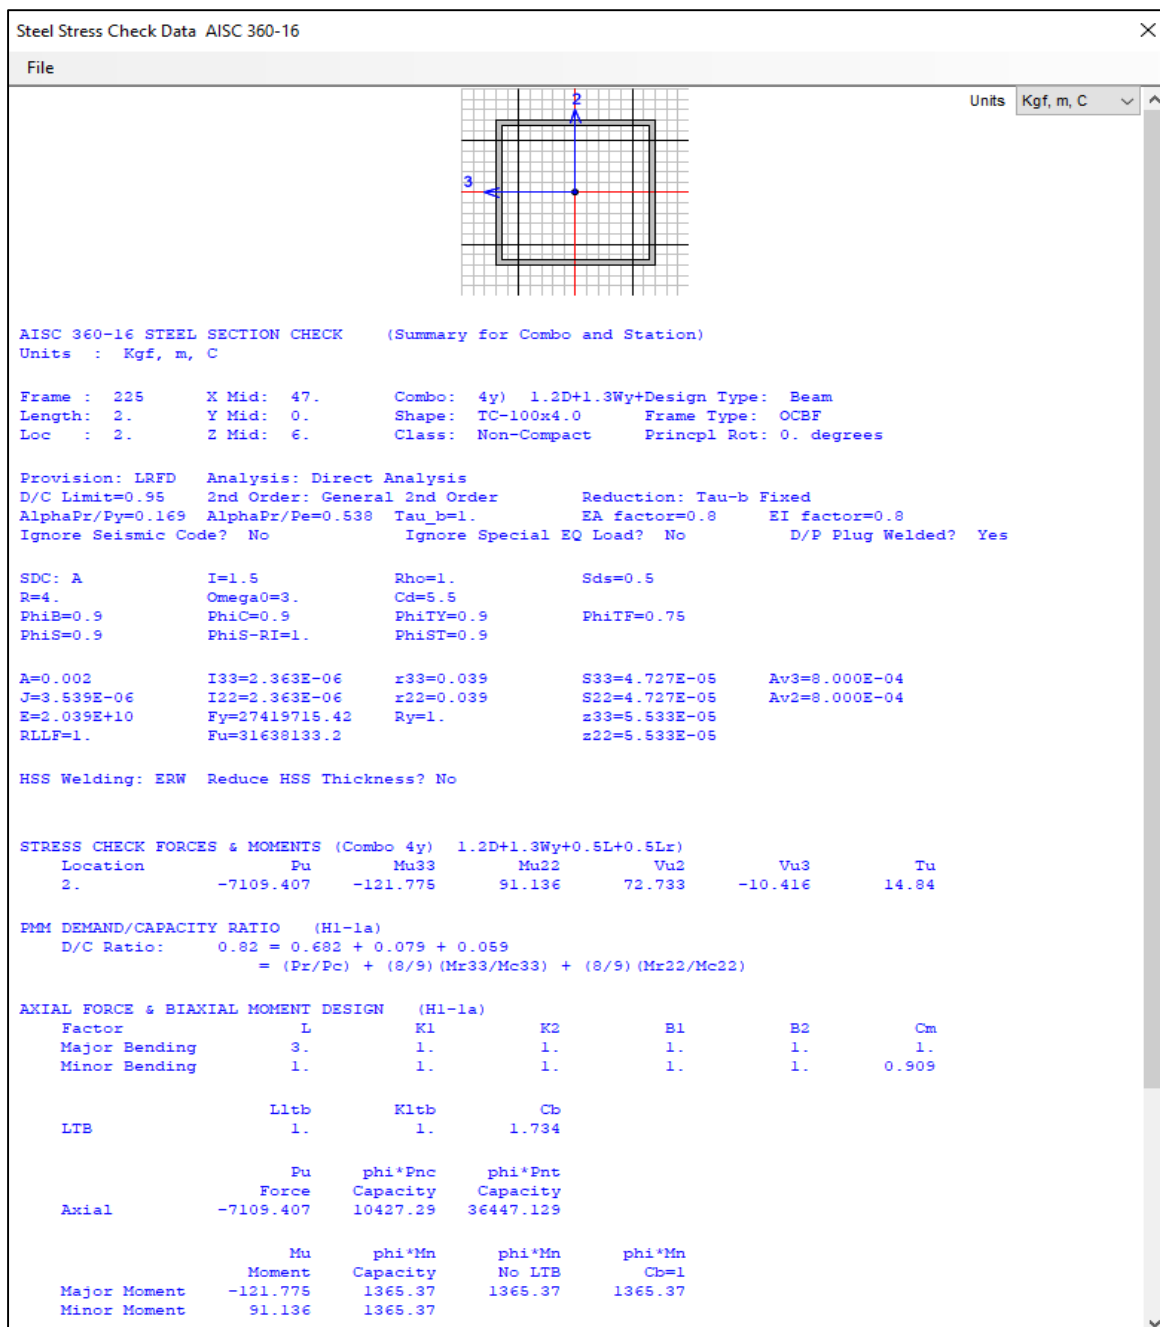 Steel Stress Check Data AISC 360-16
File
Units Kgf, m, C
2
3
AISC 360-16 STEEL SECTION CHECK (Summary for Combo and Station)
Units : Kgf, m, C
Frame : 225 X Mid: 47. Combo: 4y) 1.2D+1.3Wy+Design Type: Beam
Length: 2. Y Mid: 0. Shape: TC-100x4.0 Frame Type: OCBF
Loc : 2. Z Mid: 6. Class: Non-Compact Princpl Rot: 0. degrees
Provision: LRFD Analysis: Direct Analysis
D/C Limit=0.95 2nd Order: General 2nd Order Reduction: Tau-b Fixed
AlphaPr/Py=0.169 AlphaPr/Pe=0.538 Tau_b=1. EA factor=0.8 EI factor=0.8
Ignore Seismic Code? No Ignore Special EQ Load? No D/P Plug Welded? Yes
SDC: A I=1.5 Rho=1. Sds=0.5
R=4. Omega0=3. Cd=5.5
PhiB=0.9 PhiC=0.9 PhiTY=0.9 PhiTF=0.75
PhiS=0.9 PhiS-RI=1. PhiST=0.9
A=0.002 I33=2.363E-06 r33=0.039 S33=4.727E-05 Av3=8.000E-04
J=3.539E-06 I22=2.363E-06 r22=0.039 S22=4.727E-05 Av2=8.000E-04
E=2.039E+10 Fy=27419715.42 Ry=1. z33=5.533E-05
RLLF=1. Fu=31638133.2 z22=5.533E-05
HSS Welding: ERW Reduce HSS Thickness? No
STRESS CHECK FORCES & MOMENTS (Combo 4y) 1.2D+1.3Wy+0.5L+0.5Lr)
Location Pu Mu33 Mu22 Vu2 Vu3 Tu
2. -7109.407 -121.775 91.136 72.733 -10.416 14.84
PMM DEMAND/CAPACITY RATIO (H1-1a)
D/C Ratio: 0.82 = 0.682 + 0.079 + 0.059
= (Pr/Pc) + (8/9)(Mr33/Mc33) + (8/9)(Mr22/Mc22)
AXIAL FORCE & BIAXIAL MOMENT DESIGN (H1-1a)
Factor L K1 K2 B1 B2 Cm
Major Bending 3. 1. 1. 1. 1. 1.
Minor Bending 1. 1. 1. 1. 1. 0.909
Lltb Kltb Cb
LTB 1. 1. 1.734
Pu phi*Pnc phi*Pnt
Force Capacity Capacity
Axial -7109.407 10427.29 36447.129
Mu phi*Mn phi*Mn phi*Mn
Moment Capacity No LTB Cb=1
Major Moment -121.775 1365.37 1365.37 1365.37
Minor Moment 91.136 1365.37